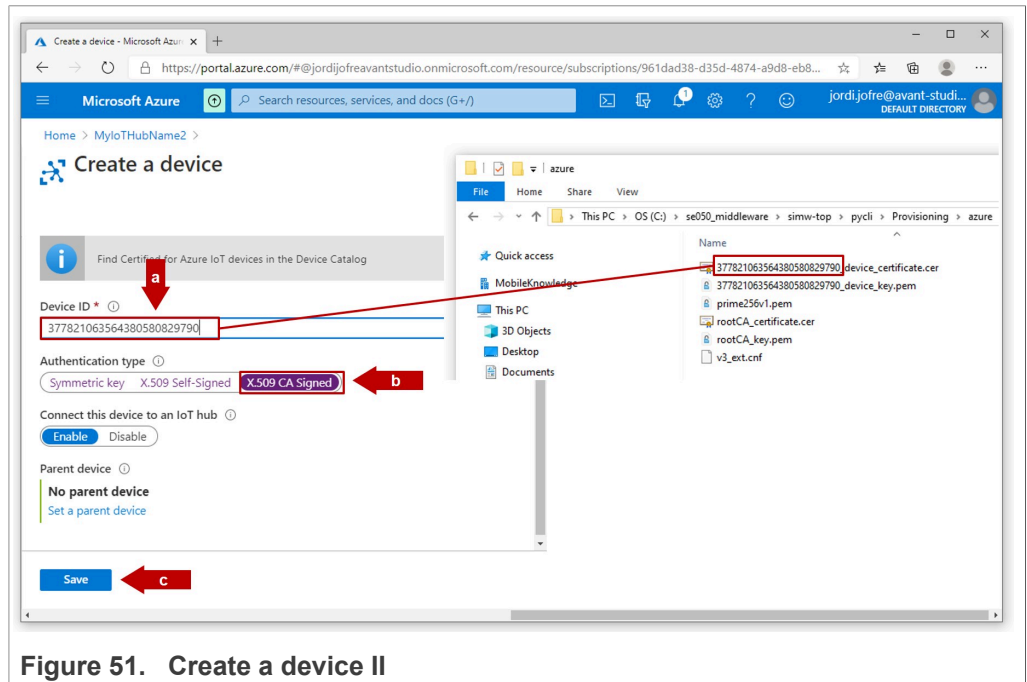 Create a device - Microsoft Azur
https://portal.azure.com/#@jordijofreavantstudio.onmicrosoft.com/resource/subscriptions/961dad38-d35d-4874-a9d8-eb8...
Microsoft Azure
Search resources, services, and docs (G+/)
1
jordi.jofre@avant-studi...
DEFAULT DIRECTORY
Home > MyIoTHubName2 >
Create a device
Find Certified for Azure IoT devices in the Device Catalog
a
Device ID *
377821063564380580829790
Authentication type
Symmetric key X.509 Self-Signed X.509 CA Signed
b
Connect this device to an IoT hub
Enable Disable
Parent device
No parent device
Set a parent device
Save
c
azure
File Home Share View
This PC > OS (C:) > se050_middleware > simw-top > pycli > Provisioning > azure
Quick access
MobileKnowledge
This PC
3D Objects
Desktop
Documents
Name
377821063564380580829790_device_certificate.cer
377821063564380580829790_device_key.pem
prime256v1.pem
rootCA_certificate.cer
rootCA_key.pem
v3_ext.cnf
Figure 51. Create a device II